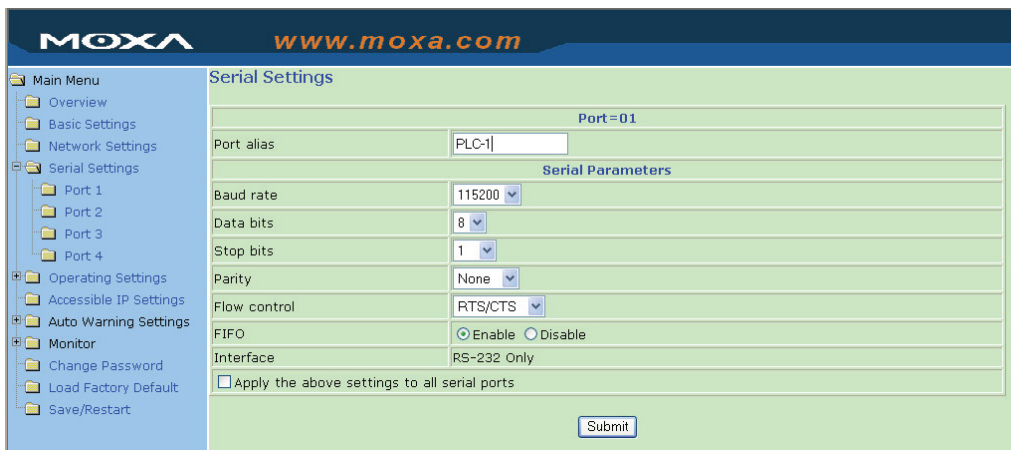 MOXA www.moxa.com
Main Menu
Overview
Basic Settings
Network Settings
Serial Settings
Port 1
Port 2
Port 3
Port 4
Operating Settings
Accessible IP Settings
Auto Warning Settings
Monitor
Change Password
Load Factory Default
Save/Restart
Serial Settings
Port=01
Port alias PLC-1
Serial Parameters
Baud rate 115200
Data bits 8
Stop bits 1
Parity None
Flow control RTS/CTS
FIFO Enable Disable
Interface RS-232 Only
Apply the above settings to all serial ports
Submit